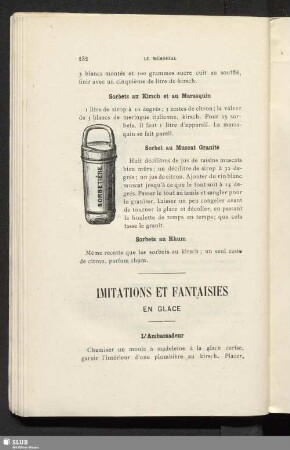 252 LE MÉMORIAL
3 blancs montés et 100 grammes sucre cuit au soufflé,
finir avec un cinquième de litre de kirsch.
Sorbets au Kirsch et au Marasquin
1 litre de sirop à 10 degrés ; 3 zestes de citron ; la valeur
de 3 blancs de meringue italienne, kirsch. Pour 15 sor-
bets, il faut 1 litre d'appareil. Le maras-
quin se fait pareil.
Sorbet au Muscat Granité
Huit décilitres de jus de raisins muscats
bien mûrs ; un décilitre de sirop à 32 de-
grés ; un jus de citron. Ajouter du vin blanc
muscat jusqu'à ce que le tout soit à 14 de-
grés. Passer le tout au tamis et sangler pour
le graniter. Laisser un peu congeler avant
de tourner la glace et décoller, en passant
la houlette de temps en temps ; que cela
fasse le granit.
SORBETIÈRE
Sorbets au Rhum
Même recette que les sorbets au kirsch ; un seul zeste
de citron, parfum rhum.
IMITATIONS ET FANTAISIES
EN GLACE
L'Ambassadeur
Chemiser un moule à madeleine à la glace cerise,
garnir l'intérieur d'une plombière au kirsch. Placer,
SLUB